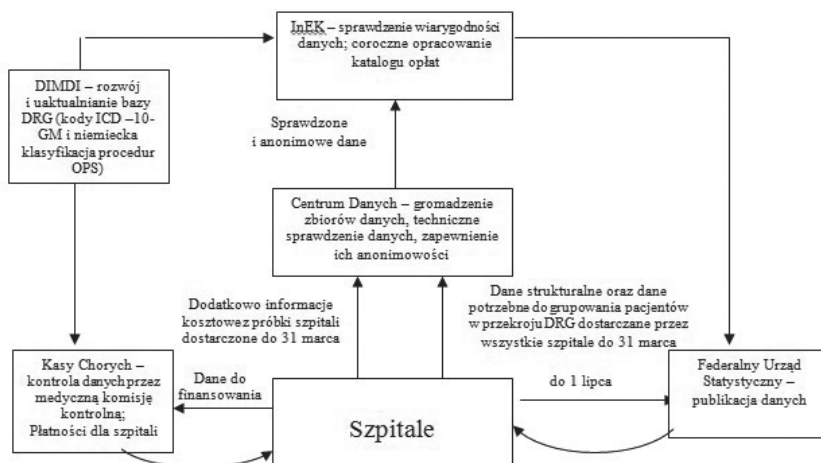 InEK – sprawdzenie wiarygodności
danych; coroczne opracowanie
katalogu opłat
DIMDI – rozwój
i uaktualnianie bazy
DRG (kody ICD –10-
GM i niemiecka
klasyfikacja procedur
OPS)
Sprawdzone
i anonimowe dane
Centrum Danych – gromadzenie
zbiorów danych, techniczne
sprawdzenie danych, zapewnienie
ich anonimowości
Dodatkowo informacje
kosztowe z próbki szpitali
dostarczone do 31 marca
Dane strukturalne oraz dane
potrzebne do grupowania pacjentów
w przekroju DRG dostarczane przez
wszystkie szpitale do 31 marca
Kasy Chorych –
kontrola danych przez
medyczną komisję
kontrolną;
Płatności dla szpitali
Dane do
finansowania
Szpitale
do 1 lipca
Federalny Urząd
Statystyczny –
publikacja danych